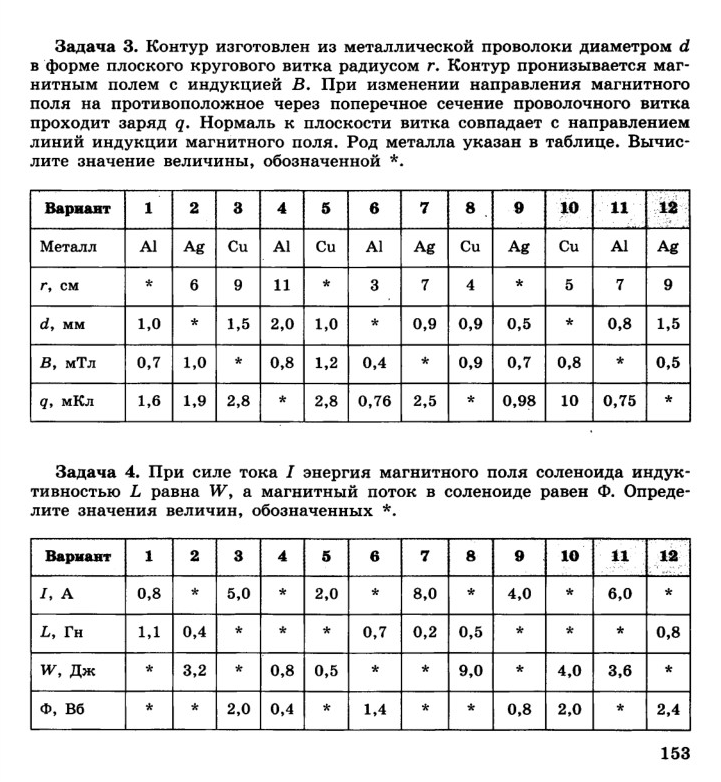 Задача 3. Контур изготовлен из металлической проволоки диаметром d
в форме плоского кругового витка радиусом r. Контур пронизывается маг-
нитным полем с индукцией B. При изменении направления магнитного
поля на противоположное через поперечное сечение проволочного витка
проходит заряд q. Нормаль к плоскости витка совпадает с направлением
линий индукции магнитного поля. Род металла указан в таблице. Вычис-
лите значение величины, обозначенной *.
Вариант 1 2 3 4 5 6 7 8 9 10 11 12
Металл Al Ag Cu Al Cu Al Ag Cu Ag Cu Al Ag
r, см * 6 9 11 * 3 7 4 * 5 7 9
d, мм 1,0 * 1,5 2,0 1,0 * 0,9 0,9 0,5 * 0,8 1,5
B, мТл 0,7 1,0 * 0,8 1,2 0,4 * 0,9 0,7 0,8 * 0,5
q, мКл 1,6 1,9 2,8 * 2,8 0,76 2,5 * 0,98 10 0,75 *
Задача 4. При силе тока I энергия магнитного поля соленоида индук-
тивностью L равна W, а магнитный поток в соленоиде равен Ф. Опреде-
лите значения величин, обозначенных *.
Вариант 1 2 3 4 5 6 7 8 9 10 11 12
I, А 0,8 * 5,0 * 2,0 * 8,0 * 4,0 * 6,0 *
L, Гн 1,1 0,4 * * * 0,7 0,2 0,5 * * * 0,8
W, Дж * 3,2 * 0,8 0,5 * * 9,0 * 4,0 3,6 *
Ф, Вб * * 2,0 0,4 * 1,4 * * 0,8 2,0 * 2,4
153